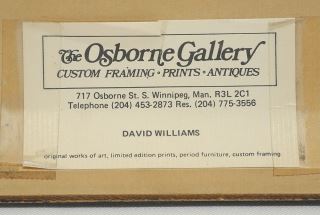 The Osborne Gallery
CUSTOM FRAMING · PRINTS · ANTIQUES
717 Osborne St. S. Winnipeg, Man. R3L 2C1
Telephone (204) 453-2873 Res. (204) 775-3556
DAVID WILLIAMS
original works of art, limited edition prints, period furniture, custom framing